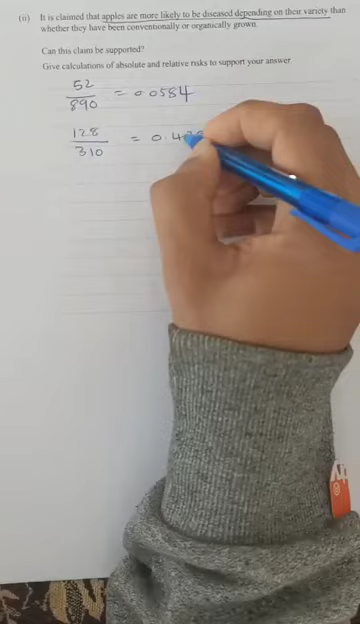 (ii) It is claimed that apples are more likely to be diseased depending on their variety than
whether they have been conventionally or organically grown.
Can this claim be supported?
Give calculations of absolute and relative risks to support your answer.
52
890
= 0.0584
128
310
= 0.4